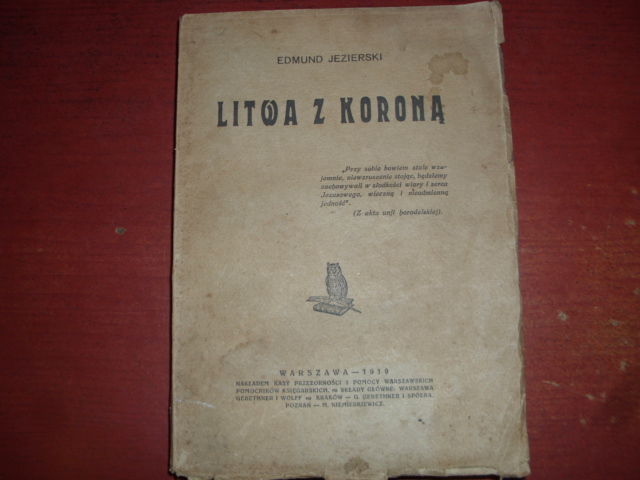 EDMUND JEZIERSKI
LITWA Z KORONĄ
„Przy sobie bowiem stale wza-
jemnie, niewzruszenie stojąc, będziemy
zachowywali w słodkości wiary i serca
Jezusowego, wieczną i nieodmienną
jedność".
(Z aktu unji horodelskiej).
WARSZAWA — 1919
NAKŁADEM KASY PRZEZORNOŚCI I POMOCY WARSZAWSKICH
POMOCNIKÓW KSIĘGARSKICH. SKŁADY GŁÓWNE: WARSZAWA
GEBETHNER I WOLFF KRAKÓW — G. GEBETHNER I SPÓŁKA
POZNAŃ — M. NIEMIERKIEWICZ.